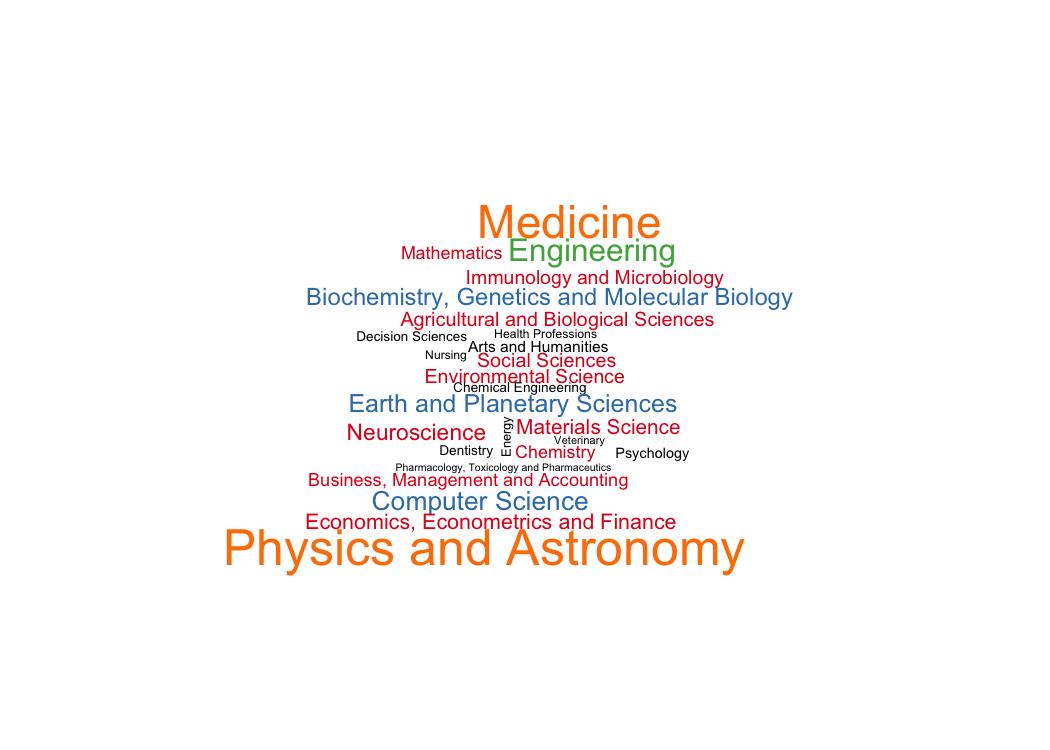 Medicine
Mathematics Engineering
Immunology and Microbiology
Biochemistry, Genetics and Molecular Biology
Agricultural and Biological Sciences
Decision Sciences Health Professions
Arts and Humanities
Nursing Social Sciences
Environmental Science
Chemical Engineering
Earth and Planetary Sciences
Neuroscience Energy Materials Science
Veterinary
Dentistry Chemistry Psychology
Pharmacology, Toxicology and Pharmaceutics
Business, Management and Accounting
Computer Science
Economics, Econometrics and Finance
Physics and Astronomy